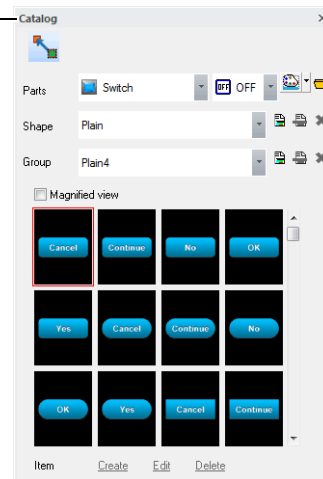 Catalog
Parts Switch OFF OFF
Shape Plain
Group Plain4
Magnified view
Cancel Continue No OK
Yes Cancel Continue No
OK Yes Cancel Continue
Item Create Edit Delete